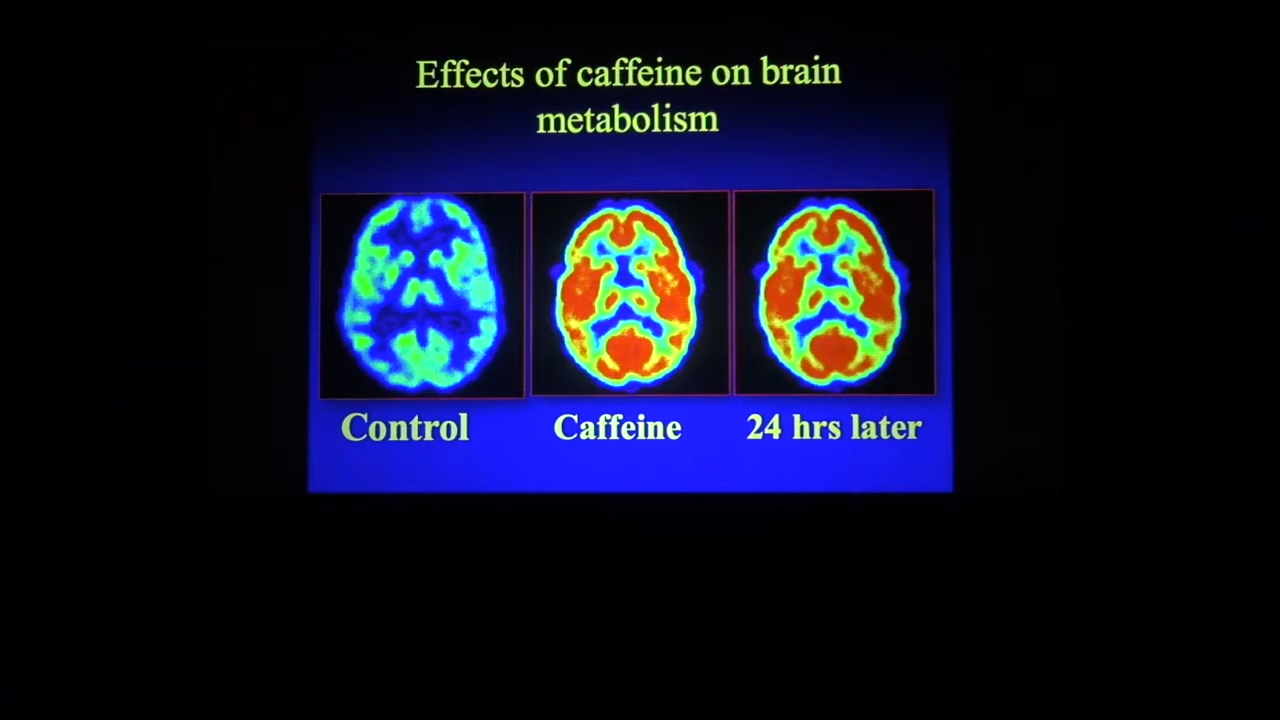 Effects of caffeine on brain
metabolism
Control
Caffeine
24 hrs later